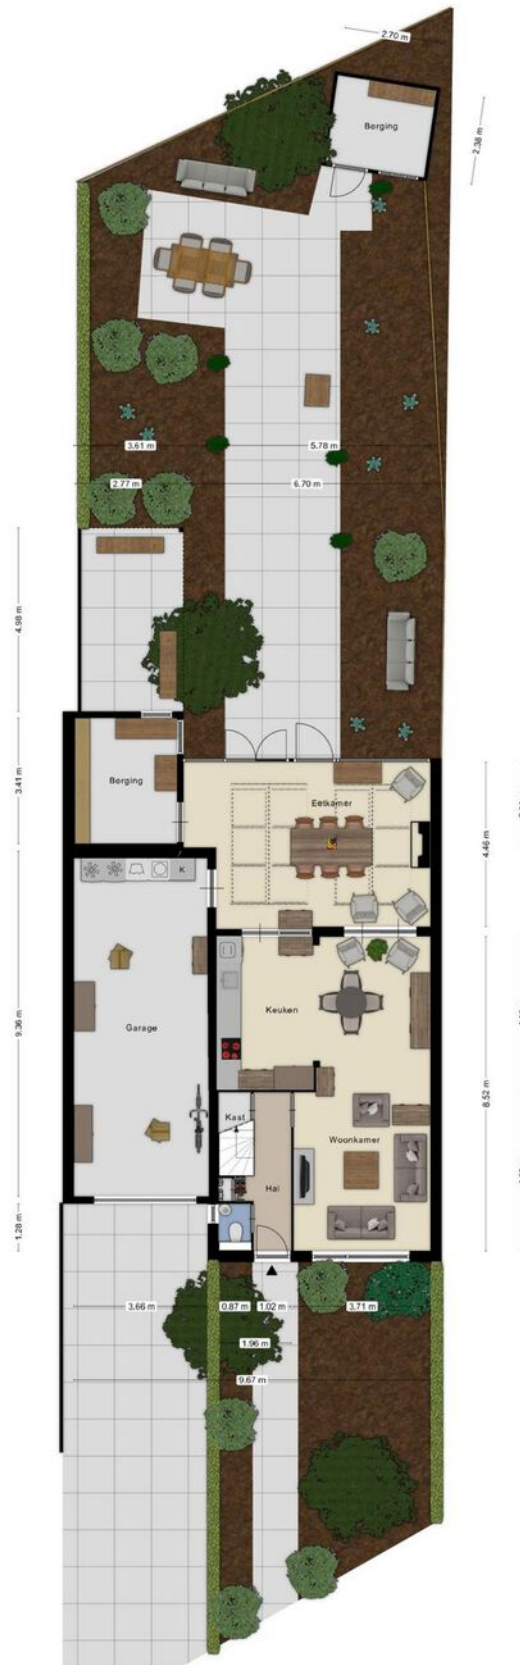 2.70 m
Berging
2.38 m
3.61 m
5.78 m
2.77 m
6.70 m
4.98 m
3.41 m
Berging
Eetkamer
4.46 m
K
9.36 m
Keuken
Garage
8.52 m
Kast
Woonkamer
Hal
1.28 m
3.66 m
0.87 m
1.02 m
3.71 m
1.96 m
9.67 m